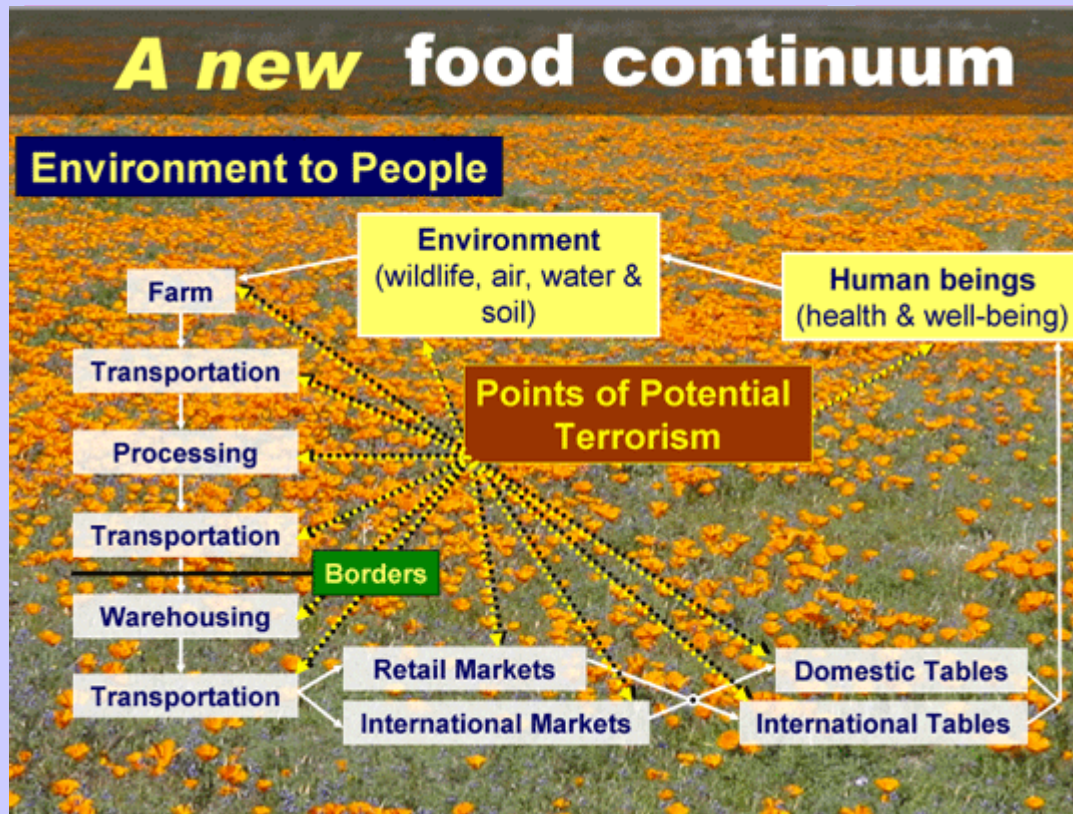 A new food continuum
Environment to People
Environment
(wildlife, air, water &
soil)
Human beings
(health & well-being)
Farm
Transportation
Points of Potential
Terrorism
Processing
Transportation
Borders
Warehousing
Transportation
Retail Markets
International Markets
Domestic Tables
International Tables